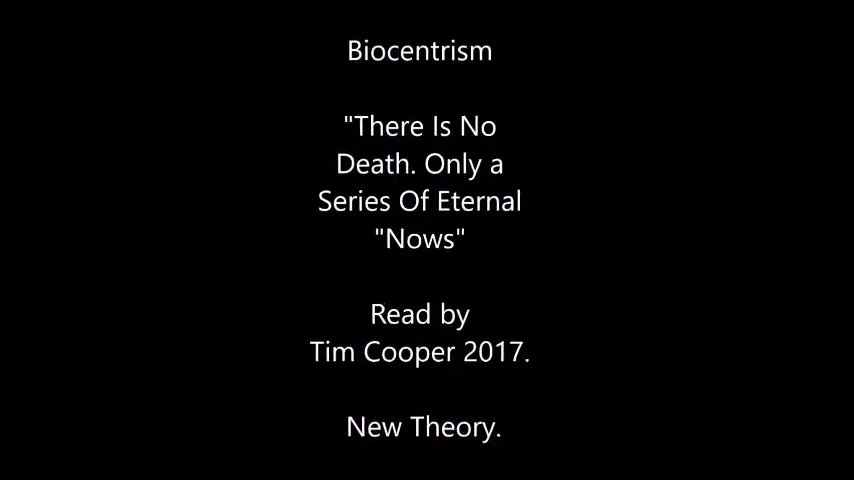 Biocentrism
"There Is No
Death. Only a
Series Of Eternal
"Nows"
Read by
Tim Cooper 2017.
New Theory.